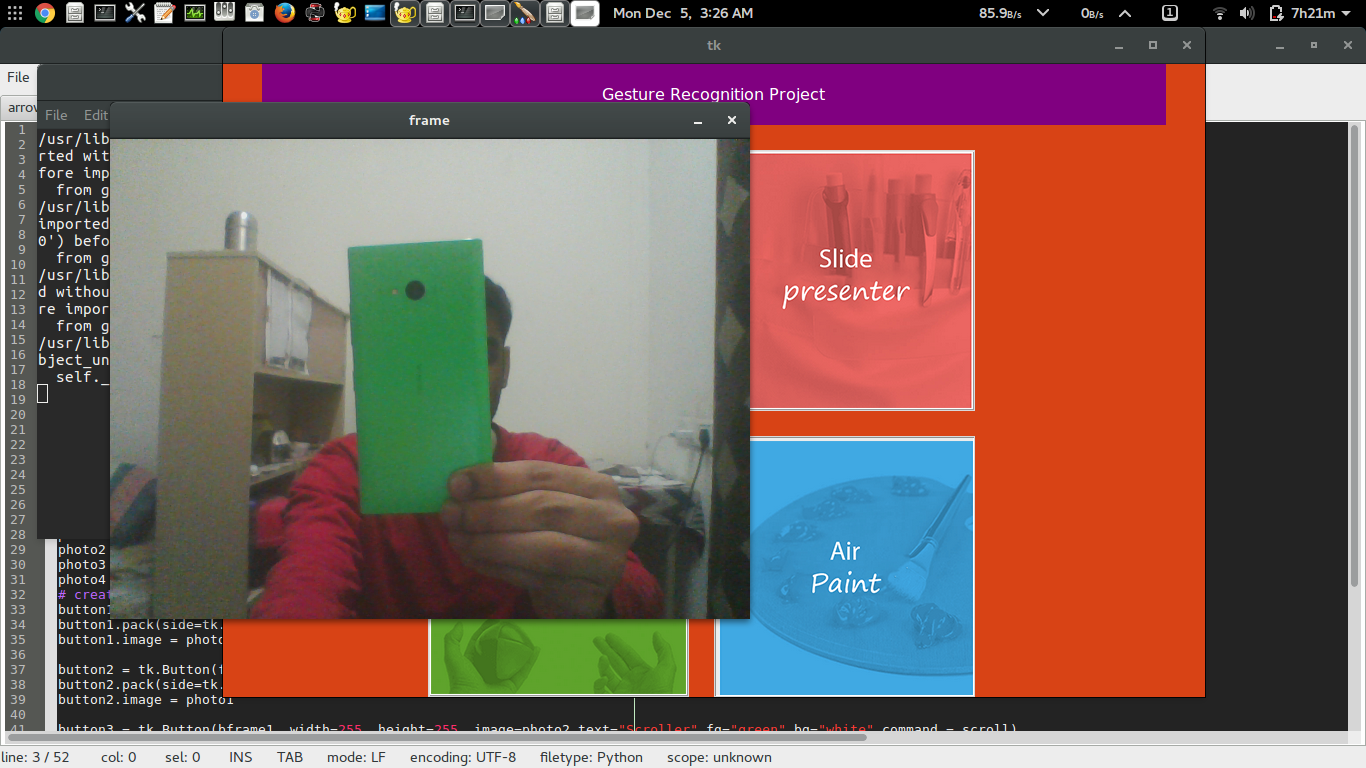 Mon Dec 5, 3:26 AM
85.9B/s
0B/s
1
7h21m
tk
File
Gesture Recognition Project
arrow
File Edit
frame
1
2
3
4
5
6
7
8
9
10
11
12
13
14
15
16
17
18
19
20
21
22
23
24
25
26
27
28
29
30
31
32
33
34
35
36
37
38
39
40
41
/usr/lib
rted wit
fore imp
from g
/usr/lib
imported
0') befo
from g
/usr/lib
d withou
re impor
from g
/usr/lib
bject_un
self._
Slide
presenter
Air
Paint
photo2
photo3
photo4
# creat
button1
button1.pack(side=tk.
button1.image = photo
button2 = tk.Button(f
button2.pack(side=tk.
button2.image = photo1
button3 = tk.Button(bframe1, width=255, height=255, image=photo2,text="Scroller",fg="green",bg="white",command = scroll)
line: 3 / 52 col: 0 sel: 0 INS TAB mode: LF encoding: UTF-8 filetype: Python scope: unknown